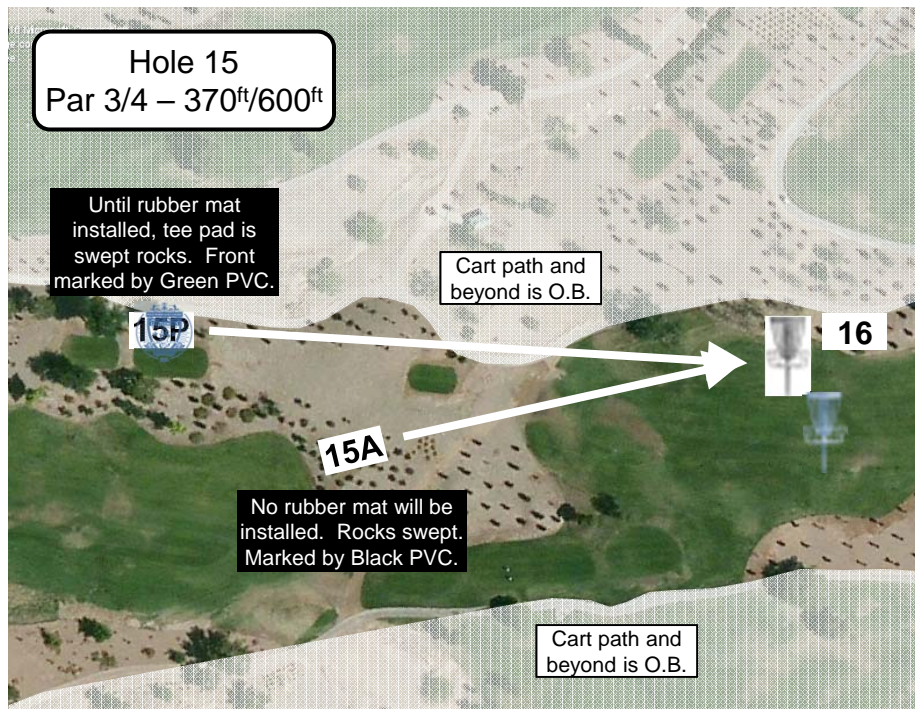 Hole 15
Par 3/4 – 370ft/600ft
Until rubber mat
installed, tee pad is
swept rocks.  Front
marked by Green PVC.
Cart path and
beyond is O.B.
15P
16
15A
No rubber mat will be
installed.  Rocks swept.
Marked by Black PVC.
Cart path and
beyond is O.B.